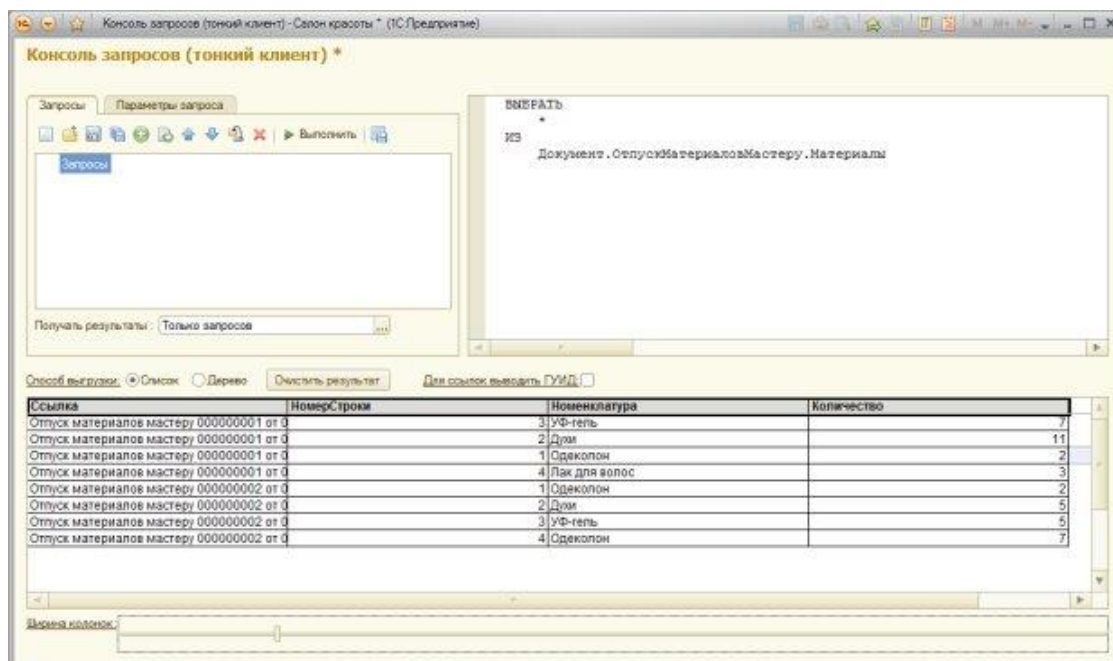 Консоль запросов (тонкий клиент) - Салон красоты * (1С:Предприятие)
M M+ M-
Консоль запросов (тонкий клиент) *
Запросы Параметры запроса
Выполнить
Запросы
Получать результаты: Только запросов ...
ВЫБРАТЬ
*
ИЗ
Документ.ОтпускМатериаловМастеру.Материалы
Способ выгрузки: Список Дерево Очистить результат Для ссылок выводить ГУИД:
Ссылка НомерСтроки Номенклатура Количество
Отпуск материалов мастеру 000000001 от 0 3 УФ-гель 7
Отпуск материалов мастеру 000000001 от 0 2 Духи 11
Отпуск материалов мастеру 000000001 от 0 1 Одеколон 2
Отпуск материалов мастеру 000000001 от 0 4 Лак для волос 3
Отпуск материалов мастеру 000000002 от 0 1 Одеколон 2
Отпуск материалов мастеру 000000002 от 0 2 Духи 5
Отпуск материалов мастеру 000000002 от 0 3 УФ-гель 5
Отпуск материалов мастеру 000000002 от 0 4 Одеколон 7
Ширина колонок: